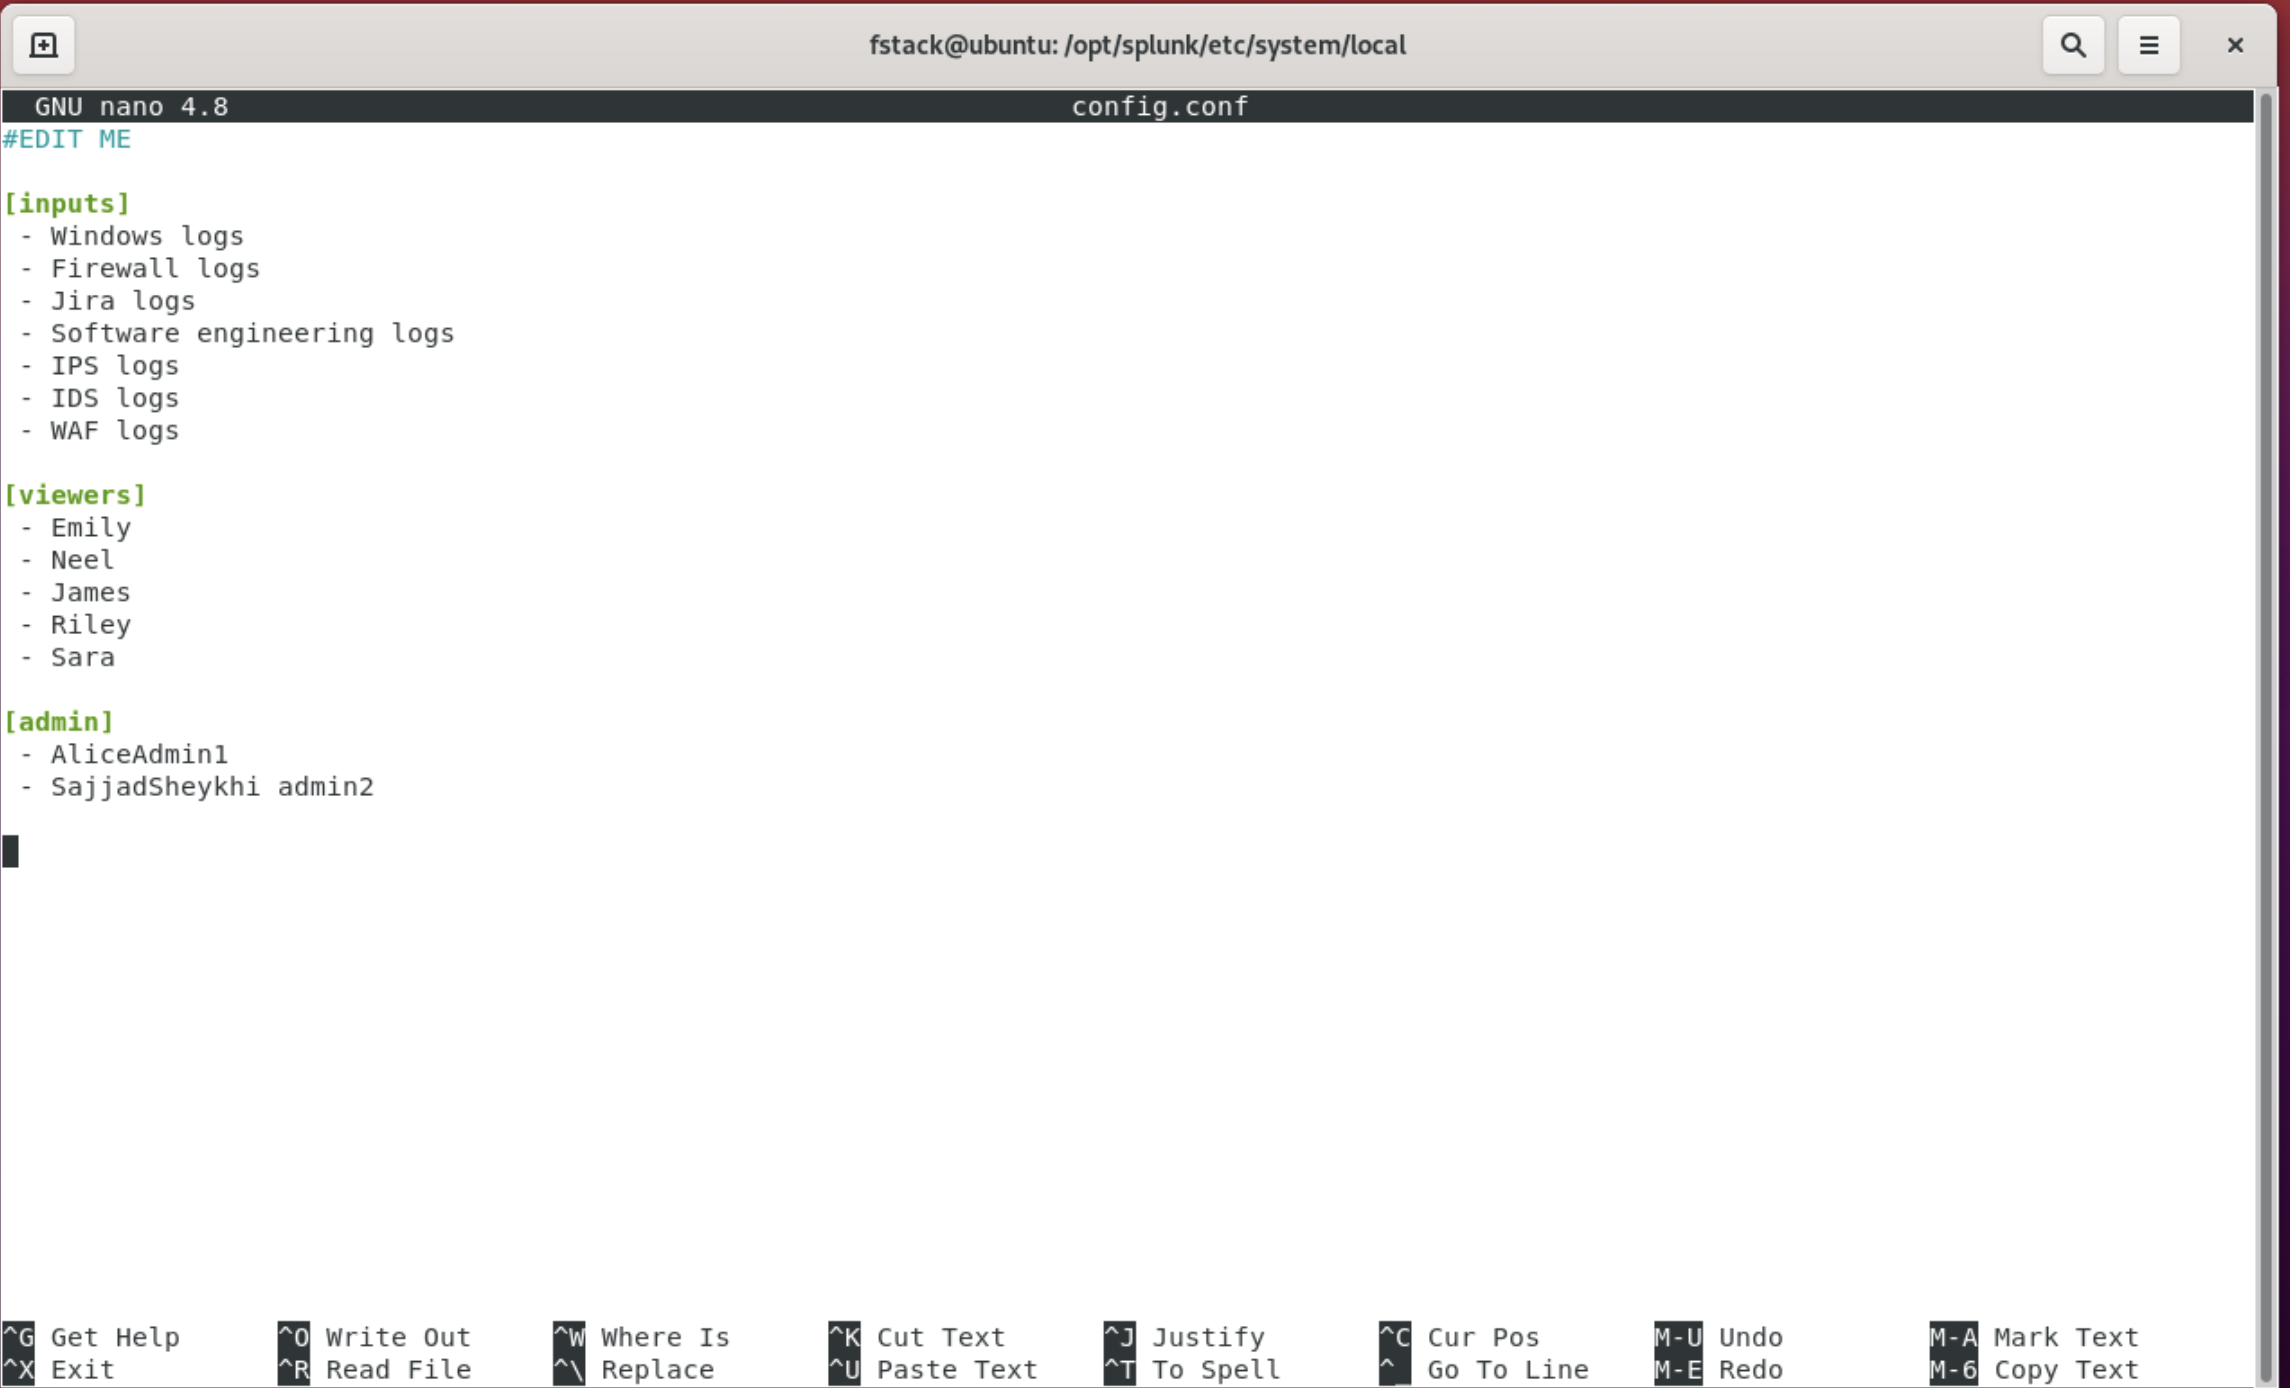 fstack@ubuntu: /opt/splunk/etc/system/local
GNU nano 4.8 config.conf
#EDIT ME
[inputs]
- Windows logs
- Firewall logs
- Jira logs
- Software engineering logs
- IPS logs
- IDS logs
- WAF logs
[viewers]
- Emily
- Neel
- James
- Riley
- Sara
[admin]
- AliceAdmin1
- SajjadSheykhi admin2
^G Get Help ^O Write Out ^W Where Is ^K Cut Text ^J Justify ^C Cur Pos M-U Undo M-A Mark Text
^X Exit ^R Read File ^\ Replace ^U Paste Text ^T To Spell ^_ Go To Line M-E Redo M-6 Copy Text